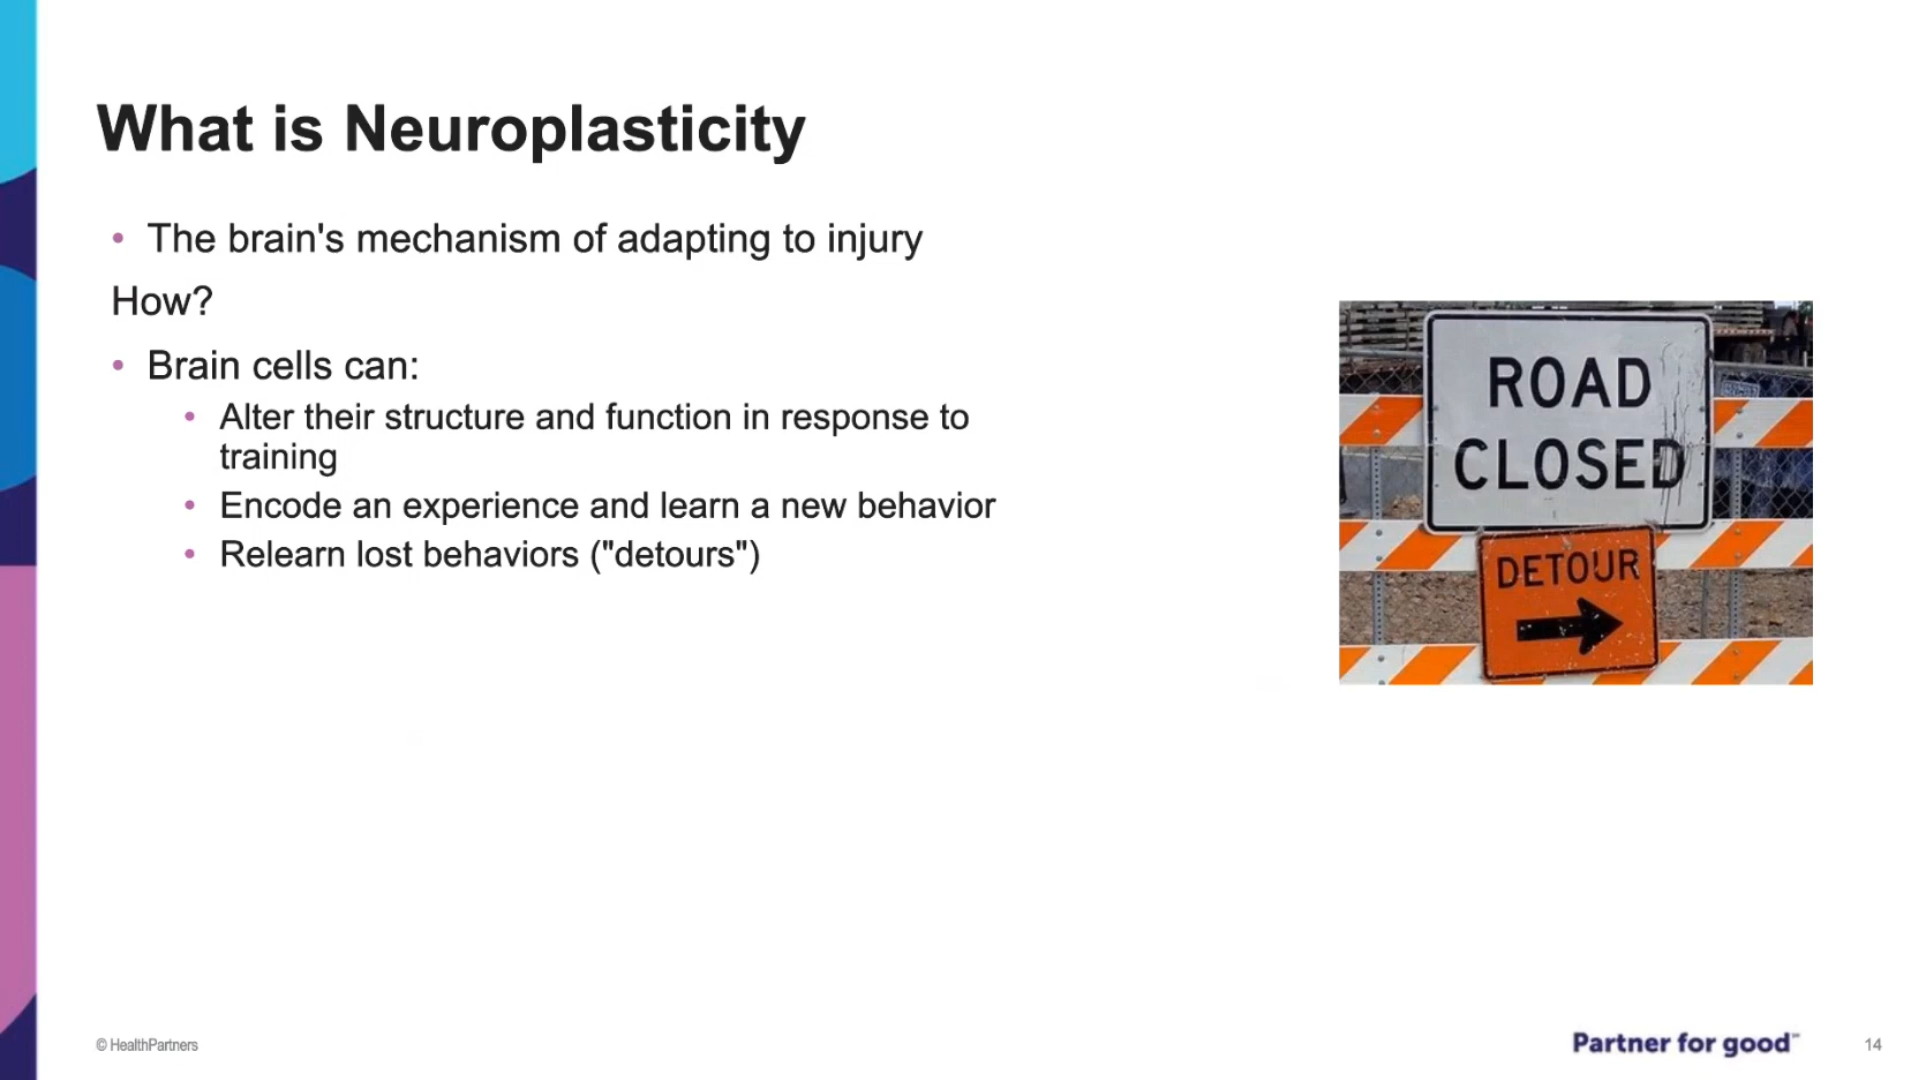 What is Neuroplasticity
• The brain's mechanism of adapting to injury
How?
• Brain cells can:
• Alter their structure and function in response to
training
• Encode an experience and learn a new behavior
• Relearn lost behaviors ("detours")
ROAD
CLOSED
DETOUR
© HealthPartners
Partner for good℠
14